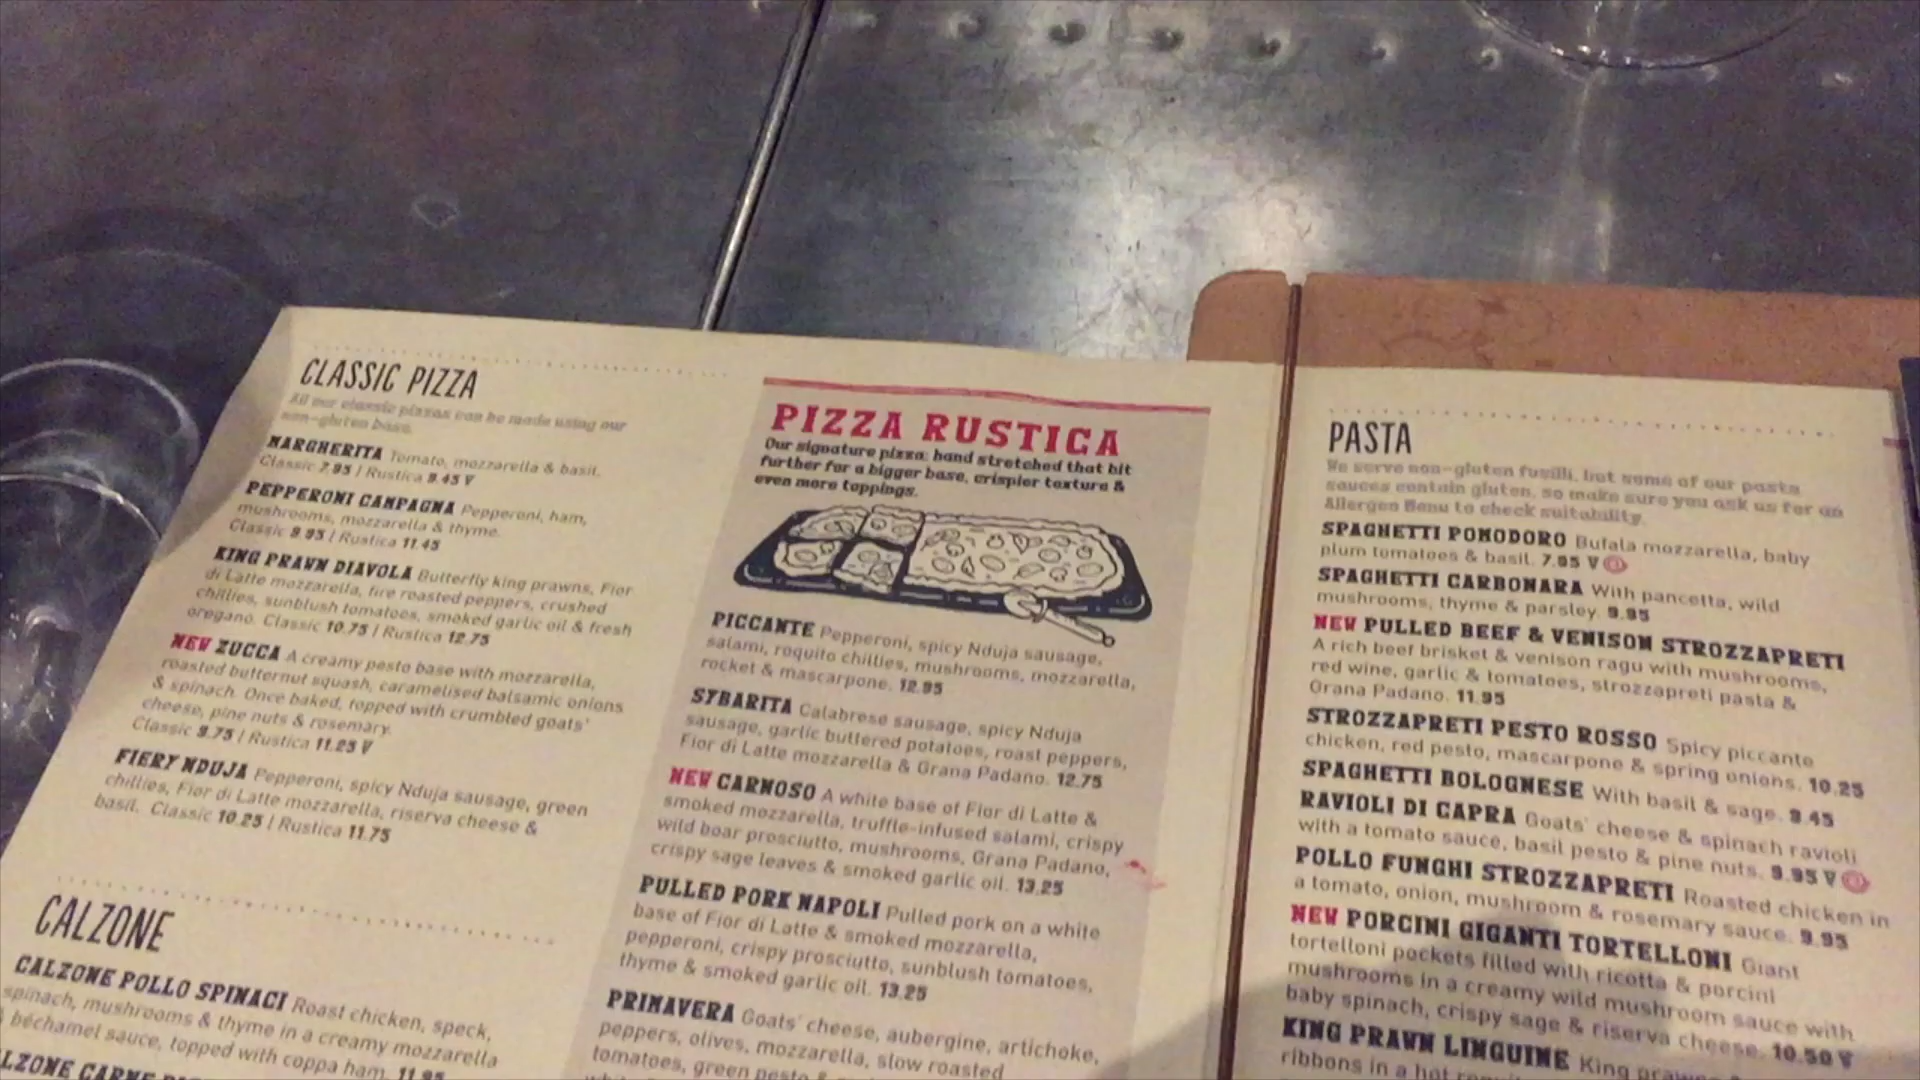 CLASSIC PIZZA
All our classic pizzas can be made using our
non-gluten base.
MARGHERITA Tomato, mozzarella & basil.
Classic 7.95 | Rustica 9.45 V
PEPPERONI CAMPAGNA Pepperoni, ham,
mushrooms, mozzarella & thyme.
Classic 9.95 | Rustica 11.45
KING PRAWN DIAVOLA Butterfly king prawns, Fior
di Latte mozzarella, fire roasted peppers, crushed
chillies, sunblush tomatoes, smoked garlic oil & fresh
oregano. Classic 10.75 | Rustica 12.75
NEW ZUCCA A creamy pesto base with mozzarella,
roasted butternut squash, caramelised balsamic onions
& spinach. Once baked, topped with crumbled goats'
cheese, pine nuts & rosemary.
Classic 9.75 | Rustica 11.25 V
FIERY NDUJA Pepperoni, spicy Nduja sausage, green
chillies, Fior di Latte mozzarella, riserva cheese &
basil. Classic 10.25 | Rustica 11.75
CALZONE
CALZONE POLLO SPINACI Roast chicken, speck,
spinach, mushrooms & thyme in a creamy mozzarella
béchamel sauce, topped with coppa ham. 11.95
CARNE
PIZZA RUSTICA
Our signature pizza: hand stretched that bit
further for a bigger base, crispier texture &
even more toppings.
PICCANTE Pepperoni, spicy Nduja sausage,
salami, roquito chillies, mushrooms, mozzarella,
rocket & mascarpone. 12.95
SYBARITA Calabrese sausage, spicy Nduja
sausage, garlic buttered potatoes, roast peppers,
Fior di Latte mozzarella & Grana Padano. 12.75
NEW CARNOSO A white base of Fior di Latte &
smoked mozzarella, truffle-infused salami, crispy
wild boar prosciutto, mushrooms, Grana Padano,
crispy sage leaves & smoked garlic oil. 13.25
PULLED PORK NAPOLI Pulled pork on a white
base of Fior di Latte & smoked mozzarella,
pepperoni, crispy prosciutto, sunblush tomatoes,
thyme & smoked garlic oil. 13.25
PRIMAVERA Goats' cheese, aubergine, artichoke,
peppers, olives, mozzarella, slow roasted
tomatoes, green pesto &
PASTA
We serve non-gluten fusilli, but some of our pasta
sauces contain gluten, so make sure you ask us for an
Allergen Menu to check suitability.
SPAGHETTI POMODORO Bufala mozzarella, baby
plum tomatoes & basil. 7.95 V
SPAGHETTI CARBONARA With pancetta, wild
mushrooms, thyme & parsley. 9.95
NEW PULLED BEEF & VENISON STROZZAPRETI
A rich beef brisket & venison ragu with mushrooms,
red wine, garlic & tomatoes, strozzapreti pasta &
Grana Padano. 11.95
STROZZAPRETI PESTO ROSSO Spicy piccante
chicken, red pesto, mascarpone & spring onions. 10.25
SPAGHETTI BOLOGNESE With basil & sage. 9.45
RAVIOLI DI CAPRA Goats' cheese & spinach ravioli
with a tomato sauce, basil pesto & pine nuts. 9.95 V
POLLO FUNGHI STROZZAPRETI Roasted chicken in
a tomato, onion, mushroom & rosemary sauce. 9.95
NEW PORCINI GIGANTI TORTELLONI Giant
tortelloni pockets filled with ricotta & porcini
mushrooms in a creamy wild mushroom sauce with
baby spinach, crispy sage & riserva cheese. 10.50 V
KING PRAWN LINGUINE King prawns
ribbons in a hot